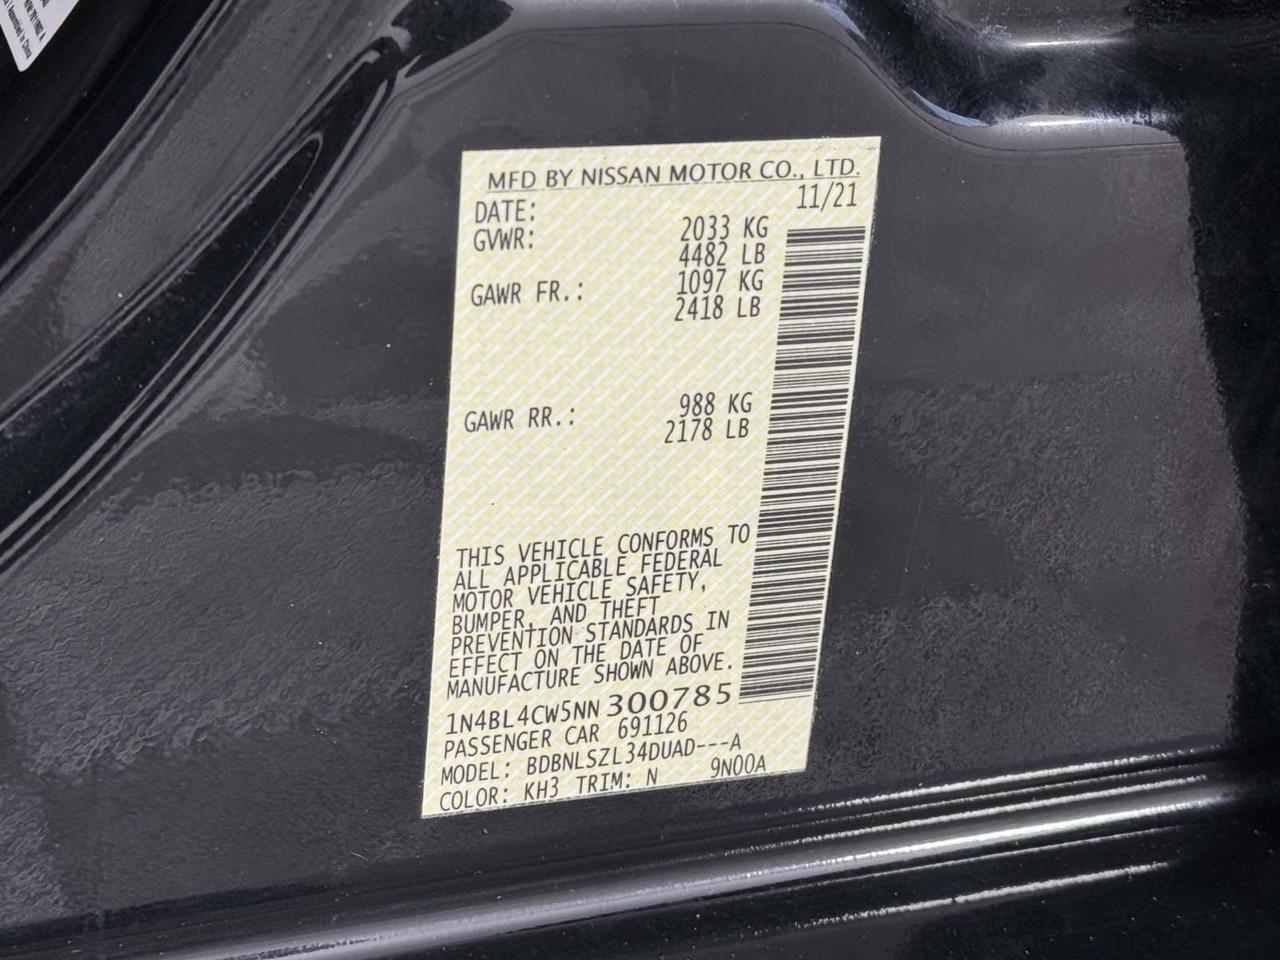 MFD BY NISSAN MOTOR CO., LTD.
DATE: 11/21
GVWR: 2033 KG
4482 LB
GAWR FR.: 1097 KG
2418 LB
GAWR RR.: 988 KG
2178 LB
THIS VEHICLE CONFORMS TO
ALL APPLICABLE FEDERAL
MOTOR VEHICLE SAFETY,
BUMPER, AND THEFT
PREVENTION STANDARDS IN
EFFECT ON THE DATE OF
MANUFACTURE SHOWN ABOVE.
1N4BL4CW5NN300785
PASSENGER CAR 691126
MODEL: BDBNLSZL34DUAD---A
COLOR: KH3 TRIM: N 9N00A